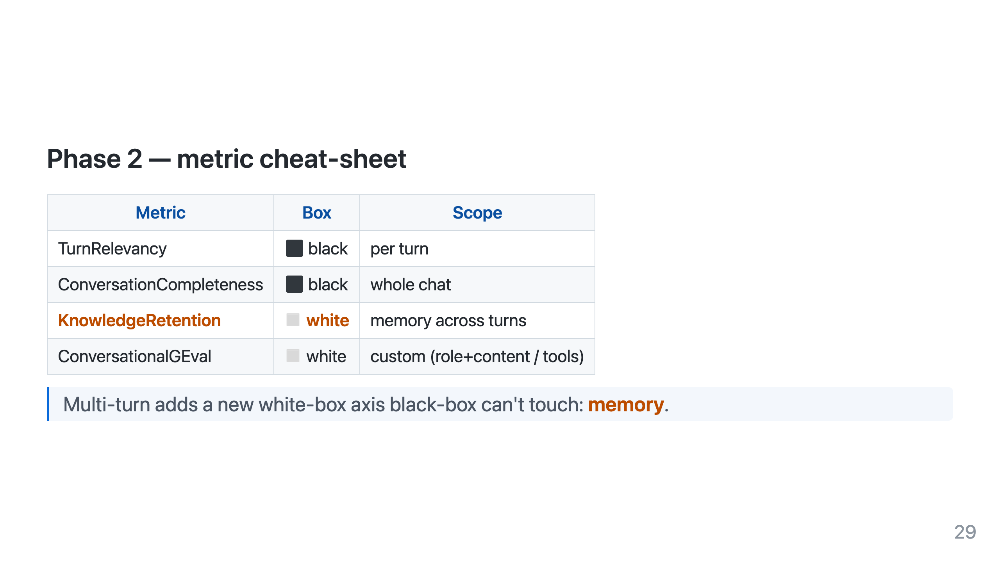 Phase 2 — metric cheat-sheet
Metric Box Scope
TurnRelevancy black per turn
ConversationCompleteness black whole chat
KnowledgeRetention white memory across turns
ConversationalGEval white custom (role+content / tools)
Multi-turn adds a new white-box axis black-box can't touch: memory.
29